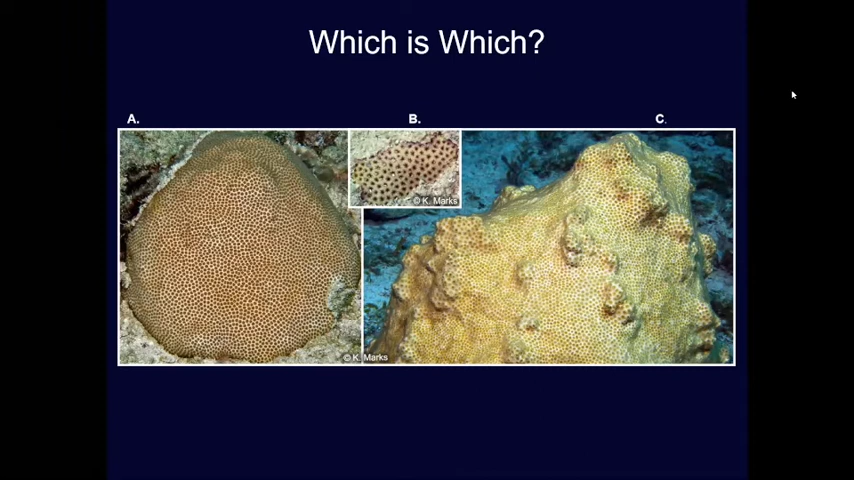 Which is Which?
A.
B.
C.
© K. Marks
© K. Marks